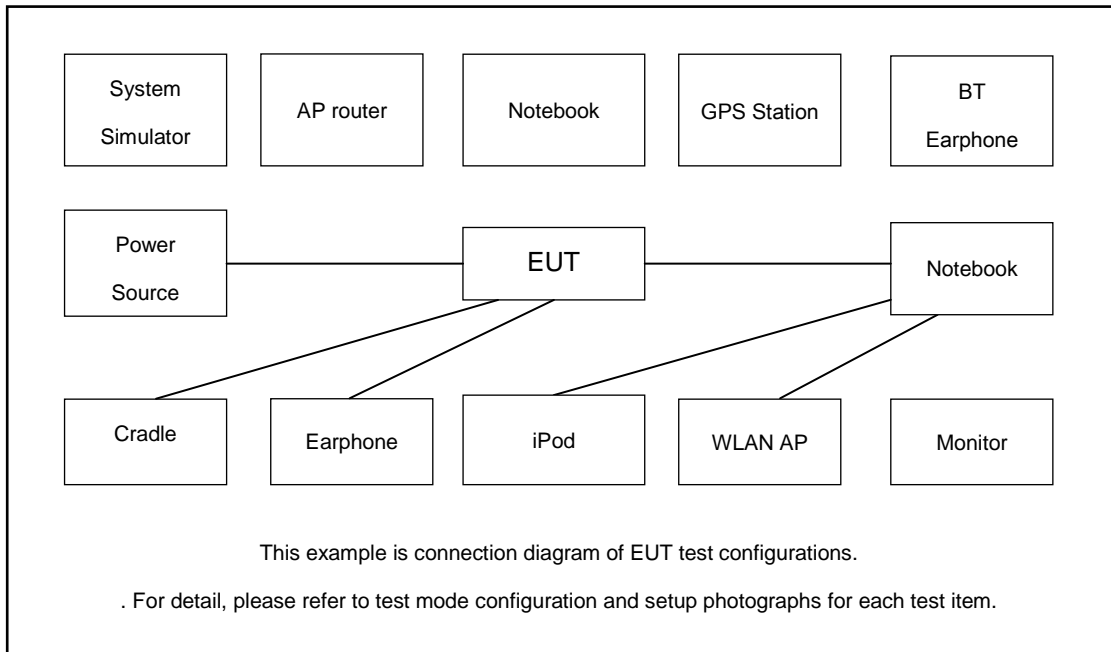 System
Simulator
AP router
Notebook
GPS Station
BT
Earphone
Power
Source
EUT
Notebook
Cradle
Earphone
iPod
WLAN AP
Monitor
This example is connection diagram of EUT test configurations.
. For detail, please refer to test mode configuration and setup photographs for each test item.